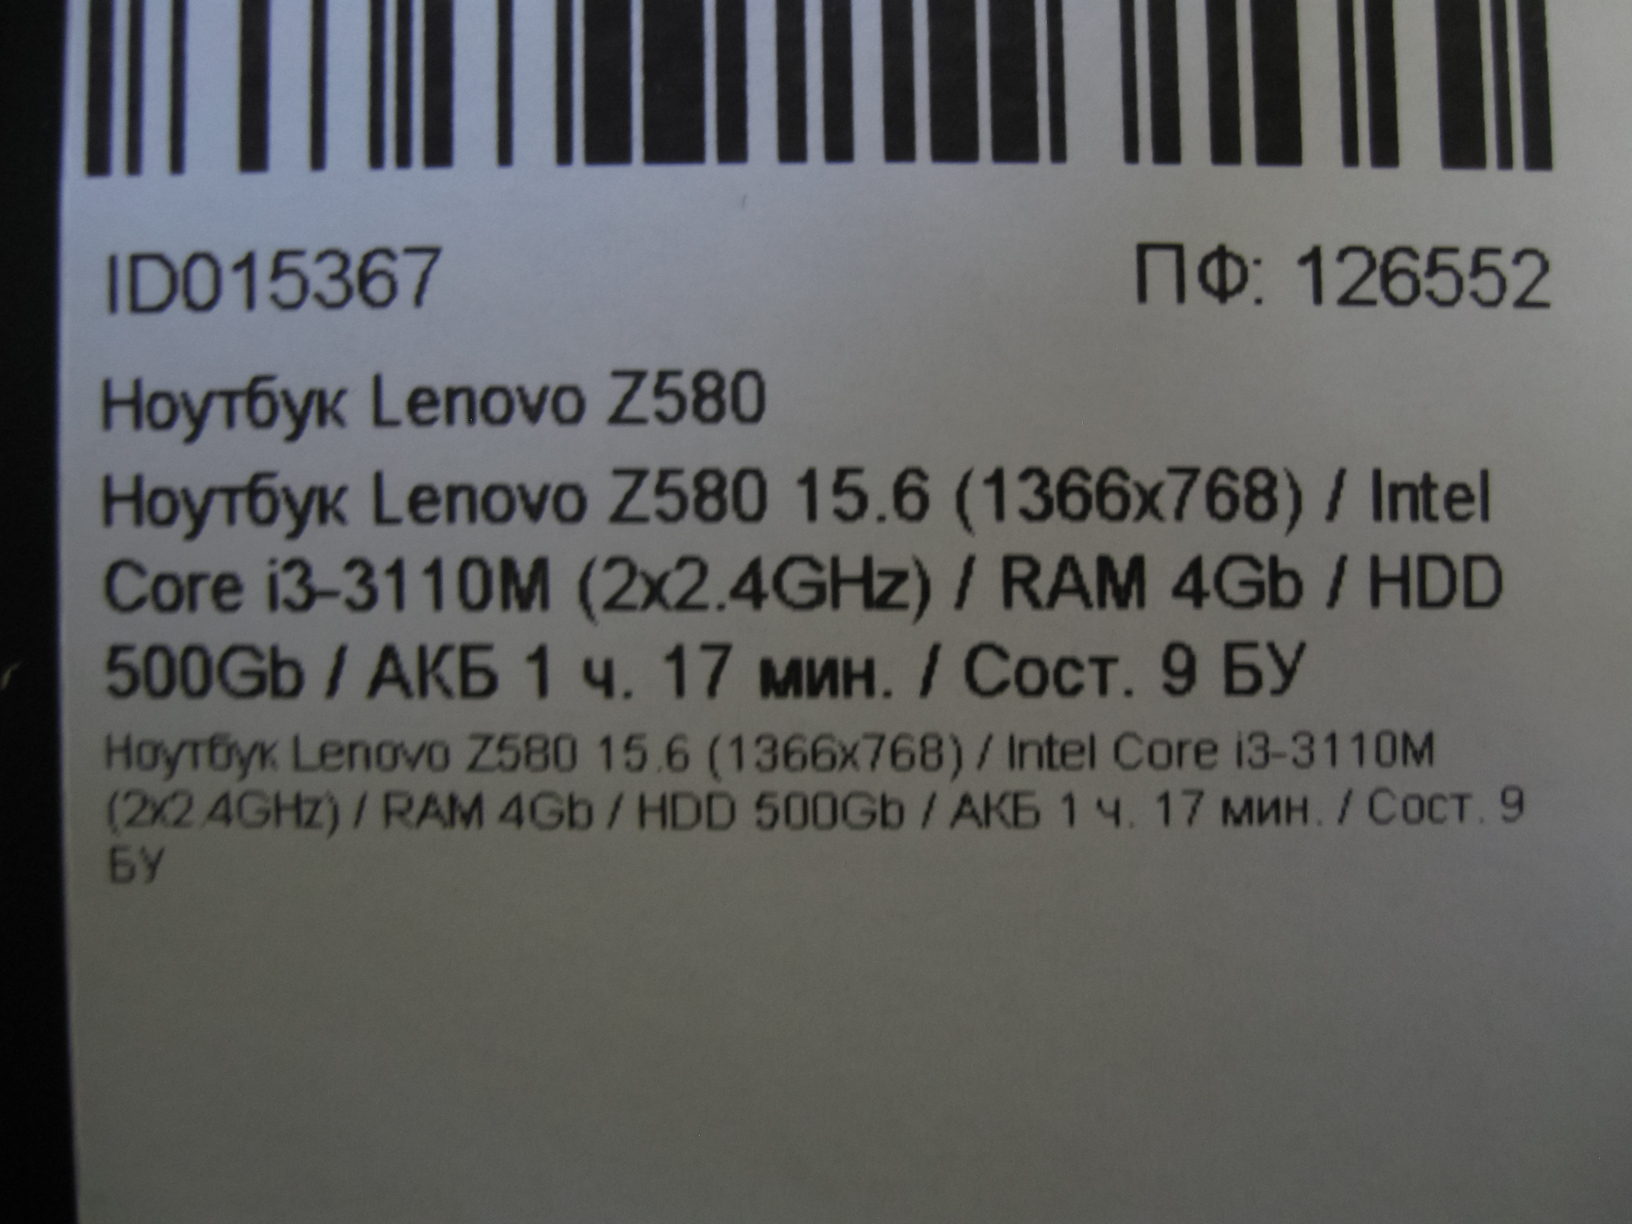 ID015367 ПФ: 126552
Ноутбук Lenovo Z580
Ноутбук Lenovo Z580 15.6 (1366x768) / Intel
Core i3-3110M (2x2.4GHz) / RAM 4Gb / HDD
500Gb / АКБ 1 ч. 17 мин. / Сост. 9 БУ
Ноутбук Lenovo Z580 15.6 (1366x768) / Intel Core i3-3110M
(2x2.4GHz) / RAM 4Gb / HDD 500Gb / АКБ 1 ч. 17 мин. / Сост. 9
БУ